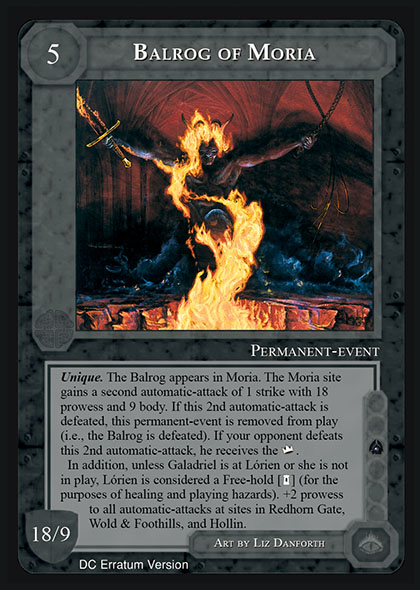 5
BALROG OF MORIA
PERMANENT-EVENT
Unique. The Balrog appears in Moria. The Moria site
gains a second automatic-attack of 1 strike with 18
prowess and 9 body. If this 2nd automatic-attack is
defeated, this permanent-event is removed from play
(i.e., the Balrog is defeated). If your opponent defeats
this 2nd automatic-attack, he receives the .
In addition, unless Galadriel is at Lórien or she is not
in play, Lórien is considered a Free-hold [ ] (for the
purposes of healing and playing hazards). +2 prowess
to all automatic-attacks at sites in Redhorn Gate,
Wold & Foothills, and Hollin.
18/9
ART BY LIZ DANFORTH
DC Erratum Version